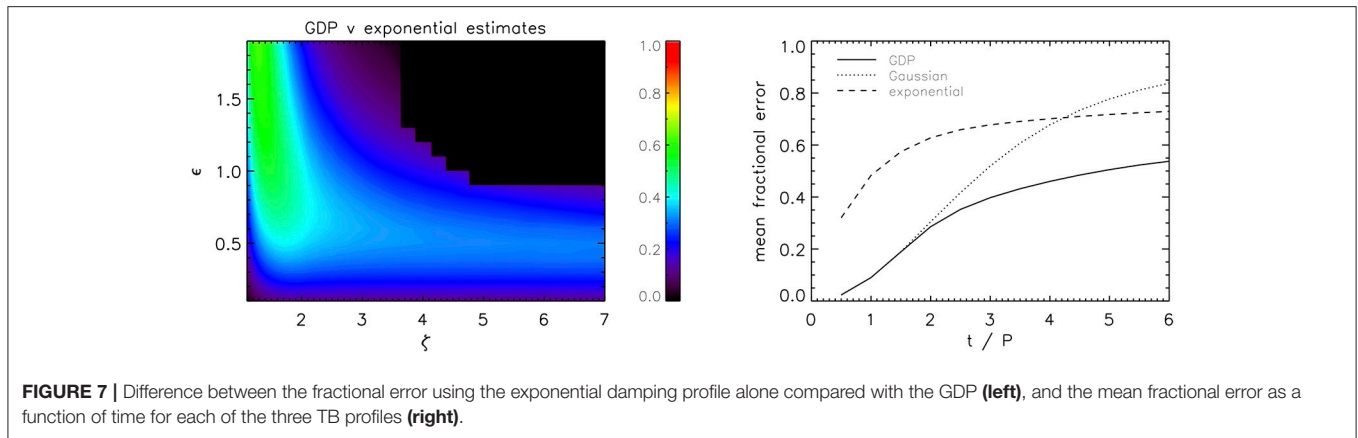 GDP v exponential estimates
1.5
1.0
0.5
ϵ
2 3 4 5 6 7
ζ
1.0
0.8
0.6
0.4
0.2
0.0
1.0
0.8
0.6
0.4
0.2
0.0
mean fractional error
GDP
Gaussian
exponential
0 1 2 3 4 5 6
t / P
FIGURE 7 | Difference between the fractional error using the exponential damping profile alone compared with the GDP (left), and the mean fractional error as a
function of time for each of the three TB profiles (right).